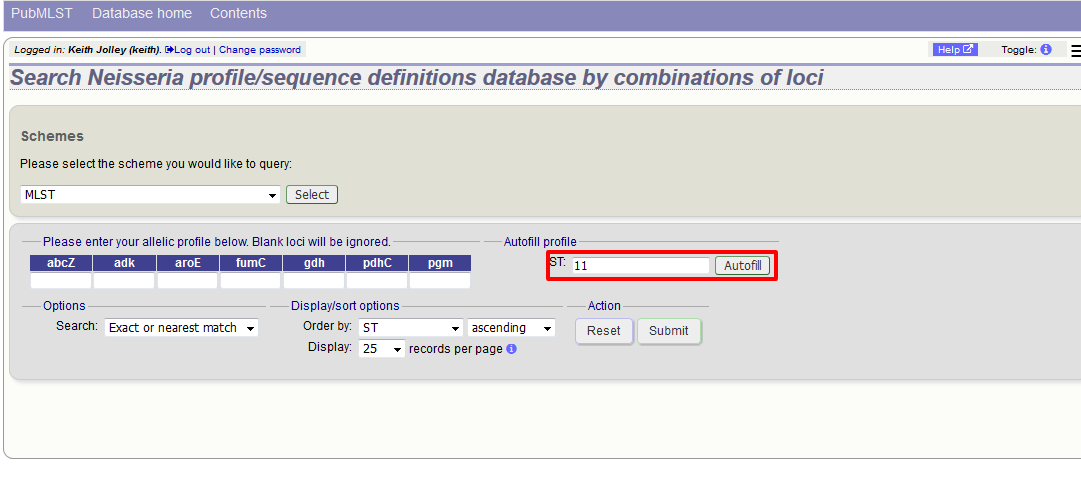 PubMLST Database home Contents
Logged in: Keith Jolley (keith). Log out | Change password Help Toggle:
Search Neisseria profile/sequence definitions database by combinations of loci
Schemes
Please select the scheme you would like to query:
MLST Select
Please enter your allelic profile below. Blank loci will be ignored. Autofill profile
abcZ adk aroE fumC gdh pdhC pgm ST: 11 Autofill
Options Display/sort options Action
Search: Exact or nearest match Order by: ST ascending Reset Submit
Display: 25 records per page